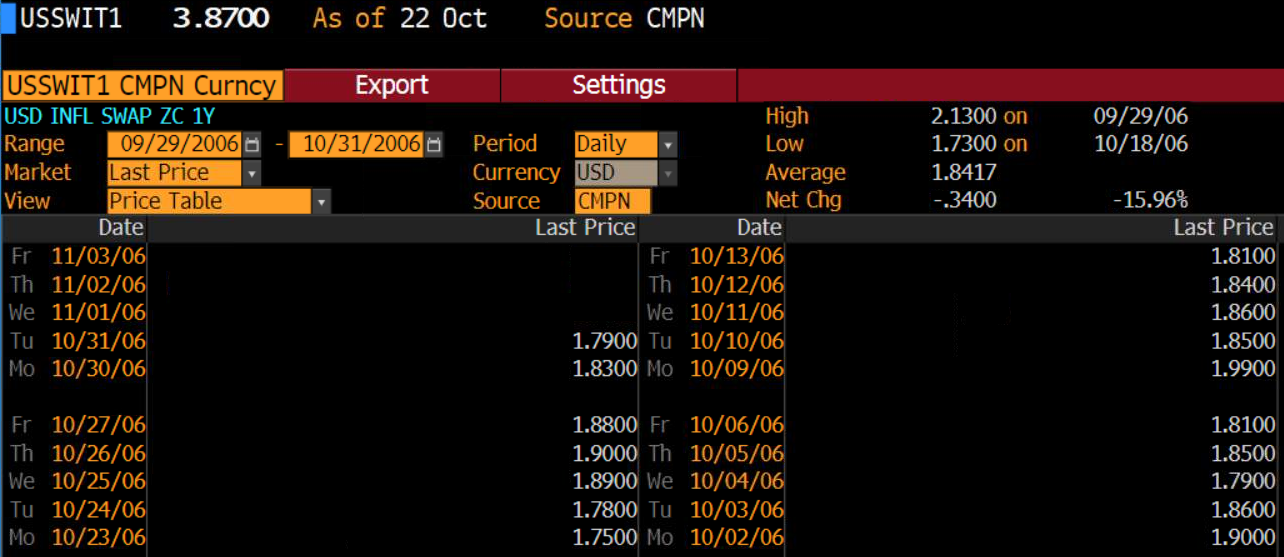 USSWIT1 3.8700 As of 22 Oct Source CMPN
USSWIT1 CMPN Curncy Export Settings
USD INFL SWAP ZC 1Y High 2.1300 on 09/29/06
Range 09/29/2006 - 10/31/2006 Period Daily Low 1.7300 on 10/18/06
Market Last Price Currency USD Average 1.8417
View Price Table Source CMPN Net Chg -.3400 -15.96%
Date Last Price Date Last Price
Fr 11/03/06 Fr 10/13/06 1.8100
Th 11/02/06 Th 10/12/06 1.8400
We 11/01/06 We 10/11/06 1.8600
Tu 10/31/06 1.7900 Tu 10/10/06 1.8500
Mo 10/30/06 1.8300 Mo 10/09/06 1.9900
Fr 10/27/06 1.8800 Fr 10/06/06 1.8100
Th 10/26/06 1.9000 Th 10/05/06 1.8500
We 10/25/06 1.8900 We 10/04/06 1.7900
Tu 10/24/06 1.7800 Tu 10/03/06 1.8600
Mo 10/23/06 1.7500 Mo 10/02/06 1.9000